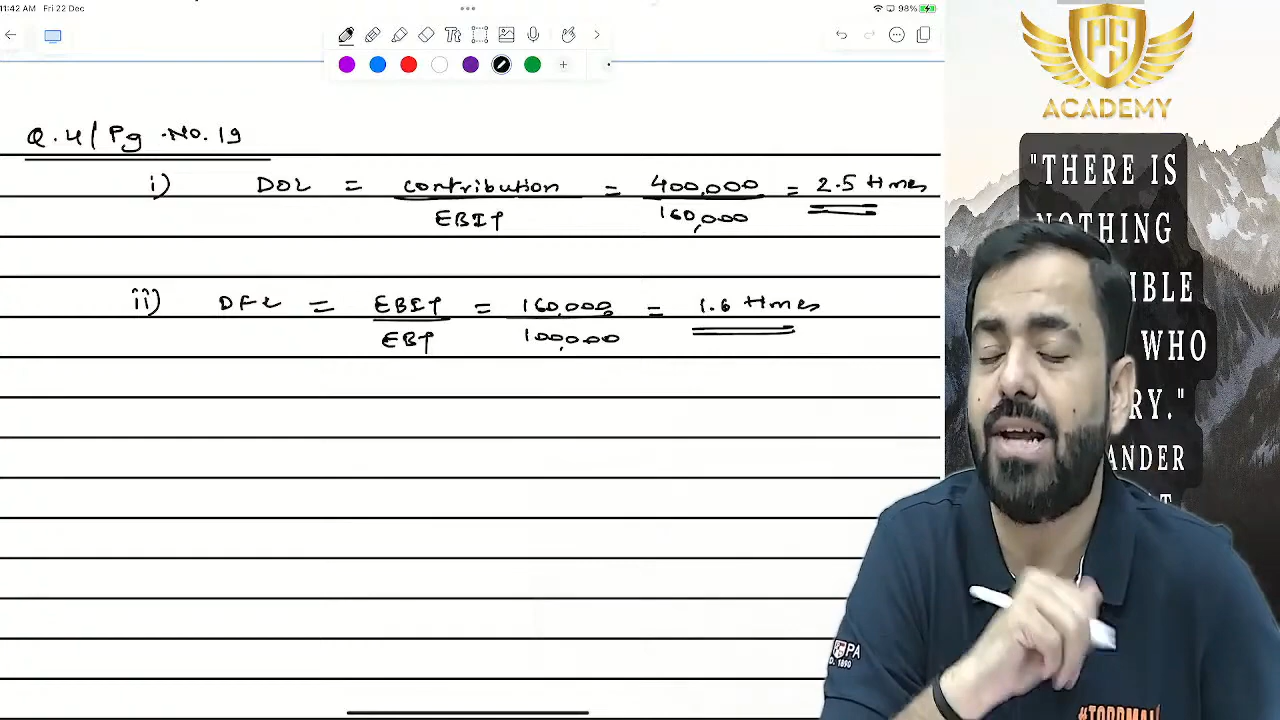 11:42 AM Fri 22 Dec
98%
PS
ACADEMY
Q.4/ Pg .No. 19
i) DOL = contribution / EBIT = 400,000 / 160,000 = 2.5 times
ii) DFL = EBIT / EBT = 160,000 / 100,000 = 1.6 times
"THERE IS
NOTHING
IBLE
WHO
RY."
ANDER
PA
D. 1890